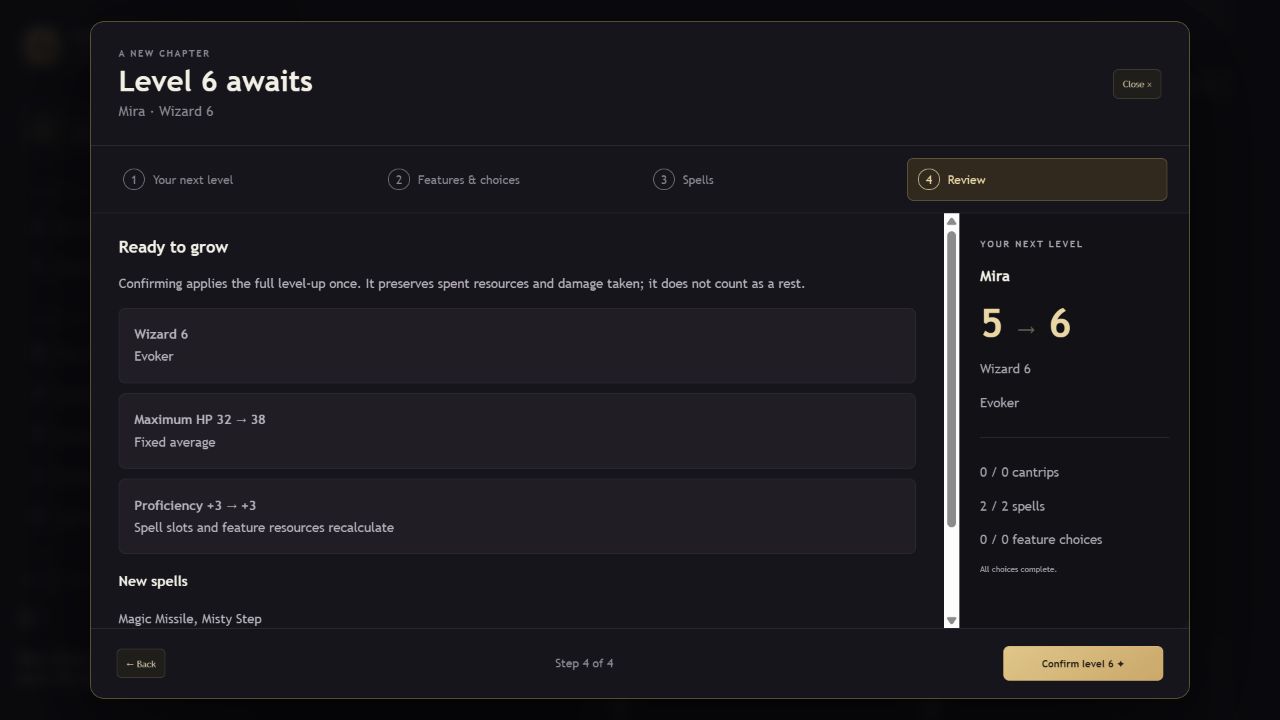 A NEW CHAPTER
Level 6 awaits
Mira · Wizard 6
Close ×
1 Your next level
2 Features & choices
3 Spells
4 Review
Ready to grow
Confirming applies the full level-up once. It preserves spent resources and damage taken; it does not count as a rest.
Wizard 6
Evoker
Maximum HP 32 → 38
Fixed average
Proficiency +3 → +3
Spell slots and feature resources recalculate
New spells
Magic Missile, Misty Step
YOUR NEXT LEVEL
Mira
5 → 6
Wizard 6
Evoker
0 / 0 cantrips
2 / 2 spells
0 / 0 feature choices
All choices complete.
← Back
Step 4 of 4
Confirm level 6 ✦